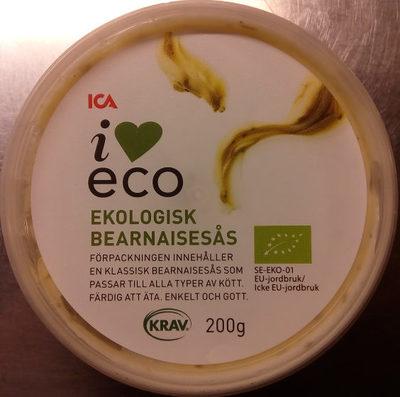 ICA
i
eco
EKOLOGISK
BEARNAISESÅS
FÖRPACKNINGEN INNEHÅLLER
EN KLASSISK BEARNAISESÅS SOM
PASSAR TILL ALLA TYPER AV KÖTT.
FÄRDIG ATT ÄTA. ENKELT OCH GOTT.
SE-EKO-01
EU-jordbruk/
Icke EU-jordbruk
KRAV
200g